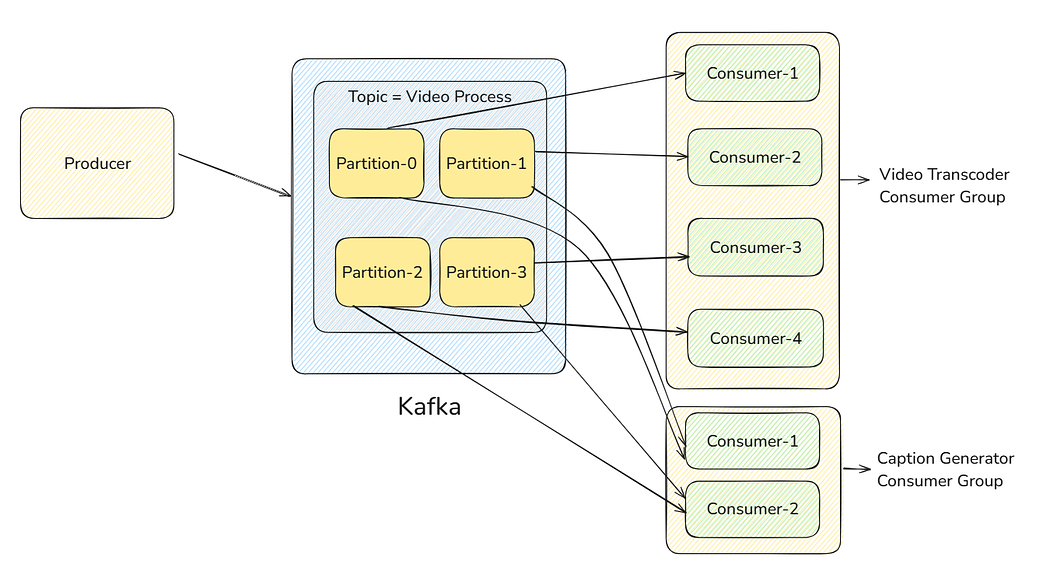 Producer
Topic = Video Process
Partition-0
Partition-1
Partition-2
Partition-3
Kafka
Consumer-1
Consumer-2
Consumer-3
Consumer-4
Video Transcoder
Consumer Group
Consumer-1
Consumer-2
Caption Generator
Consumer Group